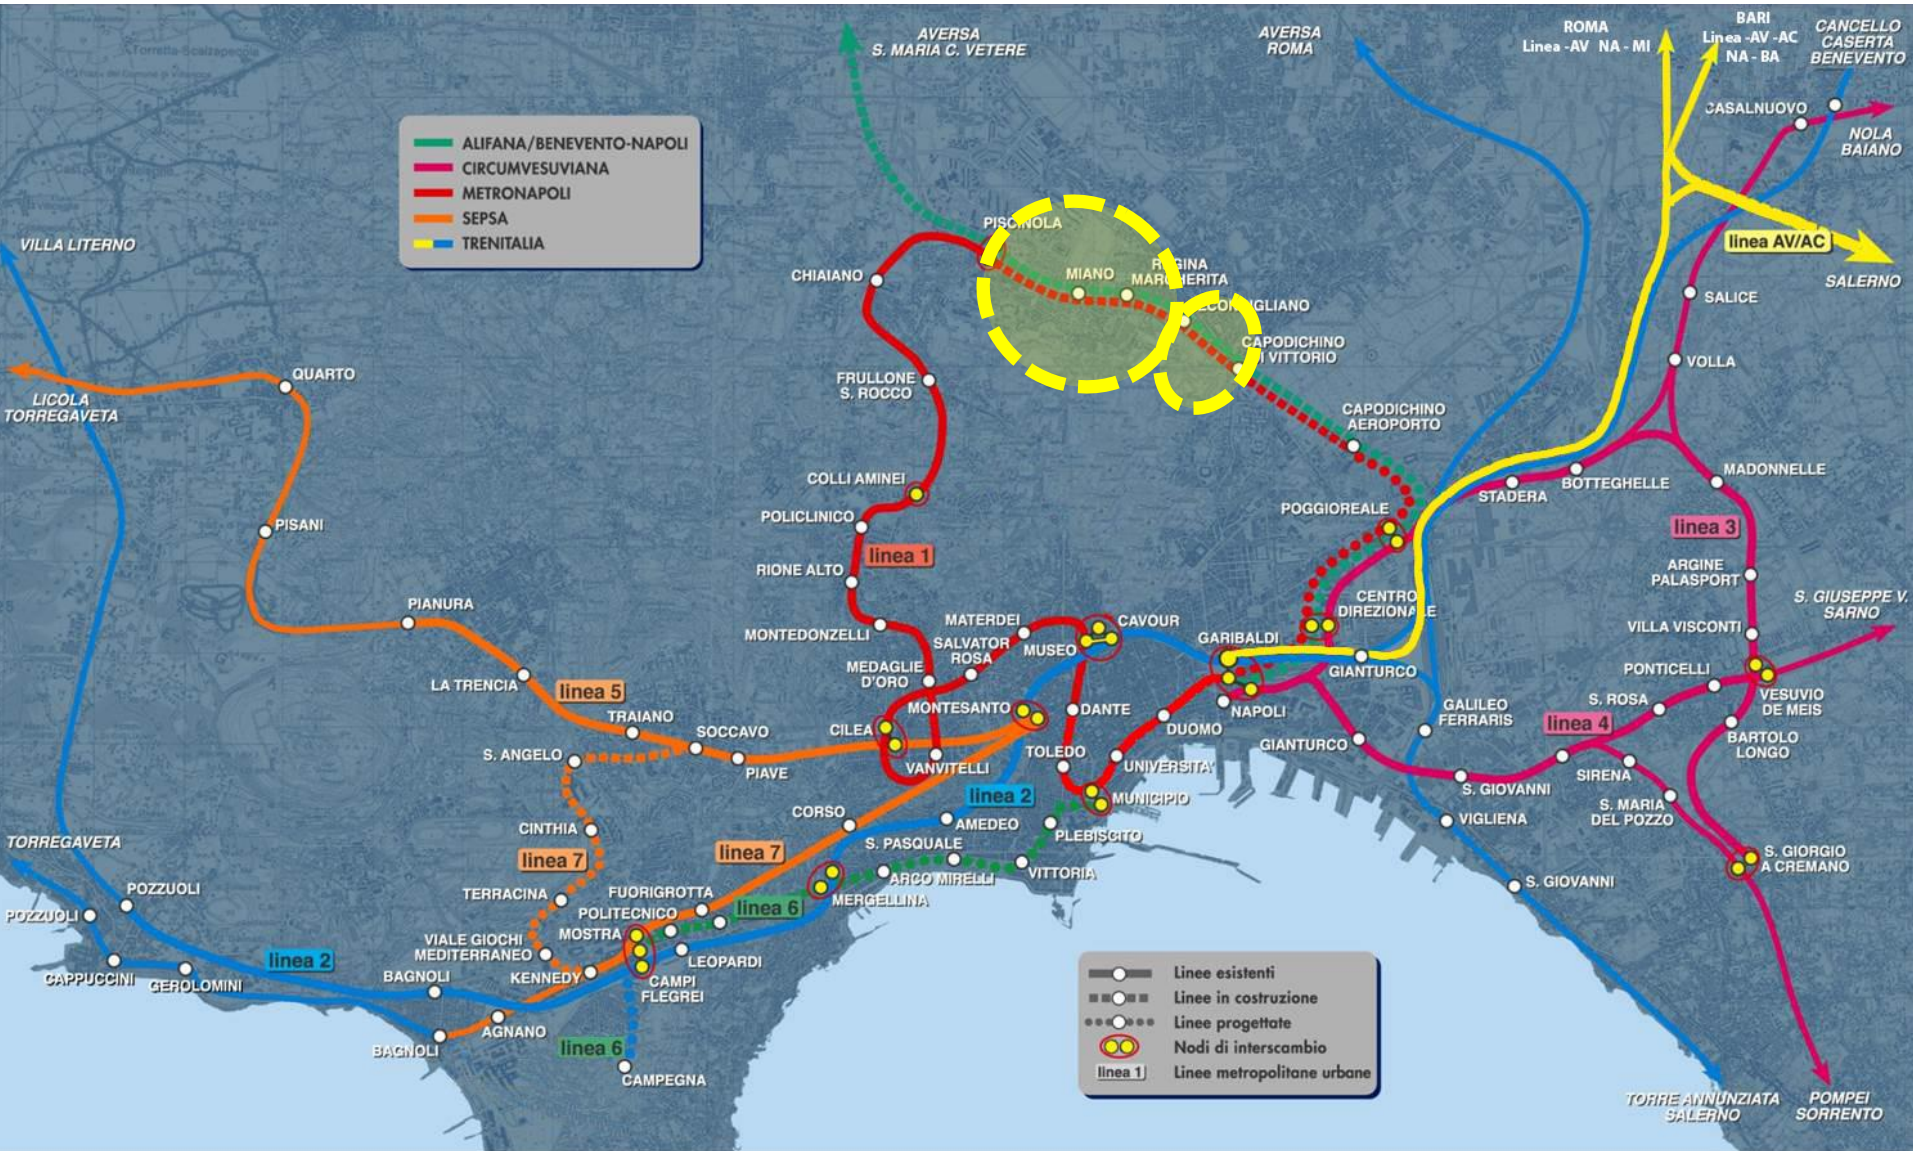 AVERSA
S. MARIA C. VETERE
AVERSA
ROMA
ROMA
Linea -AV NA - MI
BARI
Linea -AV -AC
NA - BA
CANCELLO
CASERTA
BENEVENTO
CASALNUOVO
NOLA
BAIANO
ALIFANA/BENEVENTO-NAPOLI
CIRCUMVESUVIANA
METRONAPOLI
SEPSA
TRENITALIA
VILLA LITERNO
PISCINOLA
CHIAIANO
MIANO
REGINA
MARGHERITA
linea AV/AC
SALERNO
SALICE
CAPODICHINO
DI VITTORIO
VOLLA
QUARTO
LICOLA
TORREGAVETA
FRULLONE
S. ROCCO
CAPODICHINO
AEROPORTO
COLLI AMINEI
POLICLINICO
linea 1
RIONE ALTO
MONTEDONZELLI
POGGIOREALE
STADERA
BOTTEGHELLE
MADONNELLE
linea 3
ARGINE
PALASPORT
PISANI
PIANURA
LA TRENCIA
linea 5
TRAIANO
SOCCAVO
PIAVE
S. ANGELO
MATERDEI
SALVATOR
ROSA
MUSEO
CAVOUR
MEDAGLIE
D'ORO
MONTESANTO
CILEA
VANVITELLI
DANTE
TOLEDO
GARIBALDI
CENTRO
DIREZIONALE
GIANTURCO
NAPOLI
DUOMO
UNIVERSITA'
MUNICIPIO
PLEBISCITO
GIANTURCO
GALILEO
FERRARIS
S. GIUSEPPE V.
SARNO
VILLA VISCONTI
PONTICELLI
S. ROSA
VESUVIO
DE MEIS
linea 4
BARTOLO
LONGO
SIRENA
S. GIOVANNI
S. MARIA
DEL POZZO
VIGLIENA
S. GIORGIO
A CREMANO
S. GIOVANNI
linea 2
CORSO
AMEDEO
S. PASQUALE
ARCO MIRELLI
VITTORIA
linea 7
MERGELLINA
linea 6
CINTHIA
linea 7
TERRACINA
FUORIGROTTA
POLITECNICO
MOSTRA
VIALE GIOCHI
MEDITERRANEO
KENNEDY
LEOPARDI
CAMPI
FLEGREI
TORREGAVETA
POZZUOLI
POZZUOLI
CAPPUCCINI
GEROLOMINI
linea 2
BAGNOLI
AGNANO
BAGNOLI
linea 6
CAMPEGNA
Linee esistenti
Linee in costruzione
Linee progettate
Nodi di interscambio
linea 1
Linee metropolitane urbane
TORRE ANNUNZIATA
SALERNO
POMPEI
SORRENTO